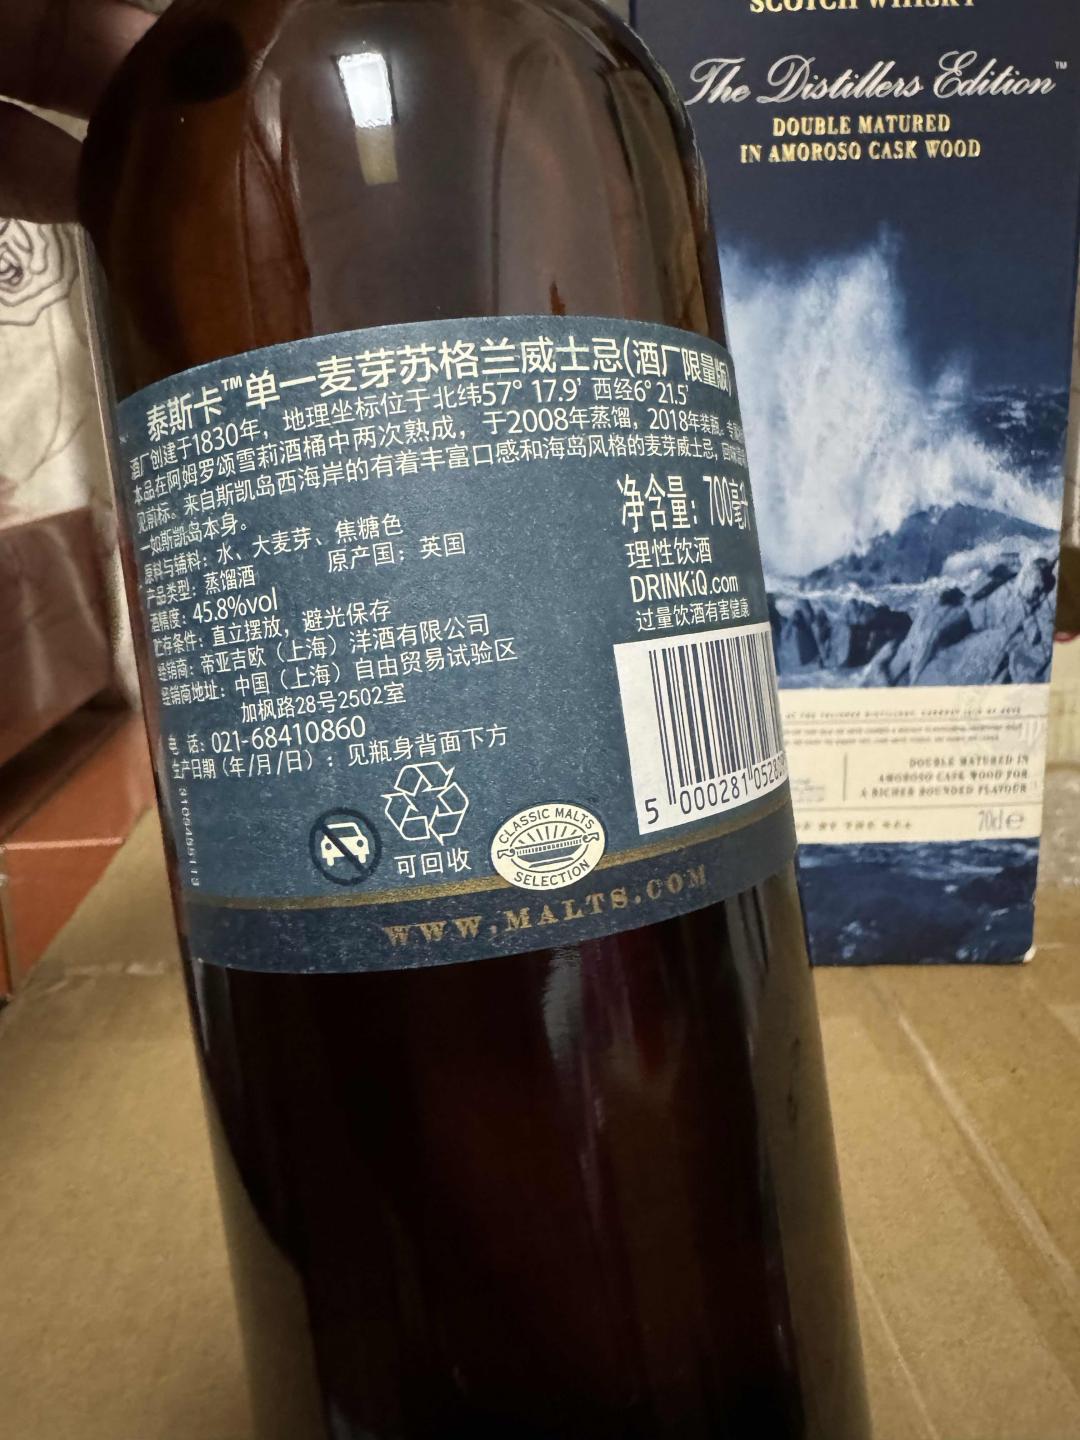 SCOTCH WHISKY
The Distillers Edition™
DOUBLE MATURED
IN AMOROSO CASK WOOD
泰斯卡™单一麦芽苏格兰威士忌(酒厂限量版)
酒厂创建于1830年，地理坐标位于北纬57° 17.9' 西经6° 21.5'
本品在阿姆罗颂雪莉酒桶中两次熟成，于2008年蒸馏，2018年装瓶，
见前标。来自斯凯岛西海岸的有着丰富口感和海岛风格的麦芽威士忌，
一如斯凯岛本身。
原料与辅料：水、大麦芽、焦糖色
产品类型：蒸馏酒 原产国：英国
酒精度：45.8%vol
贮存条件：直立摆放，避光保存
经销商：帝亚吉欧（上海）洋酒有限公司
经销商地址：中国（上海）自由贸易试验区
加枫路28号2502室
电 话：021-68410860
生产日期（年/月/日）：见瓶身背面下方
净含量：700毫升
理性饮酒
DRINKiQ.com
过量饮酒有害健康
5 000281 05280
可回收
CLASSIC MALTS
SELECTION
WWW.MALTS.COM
DOUBLE MATURED IN
AMOROSO CASK WOOD FOR
A RICHER ROUNDED FLAVOUR
BY THE SEA
70cl e